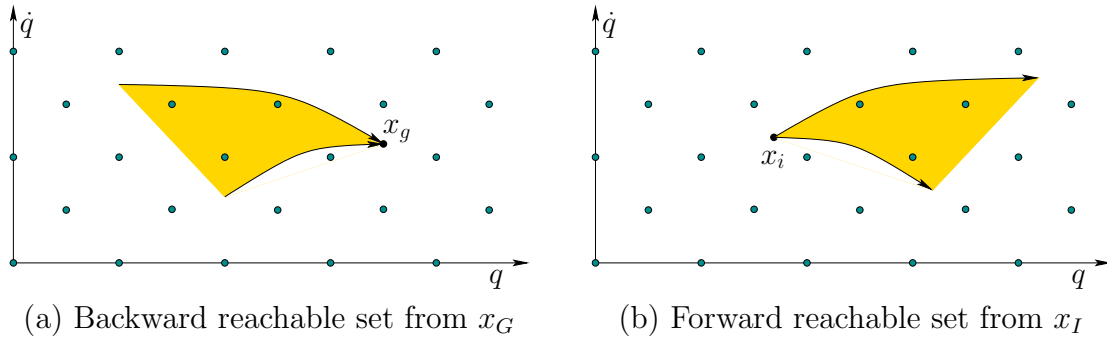 q̇
x_g
q
(a) Backward reachable set from x_G
q̇
x_i
q
(b) Forward reachable set from x_I